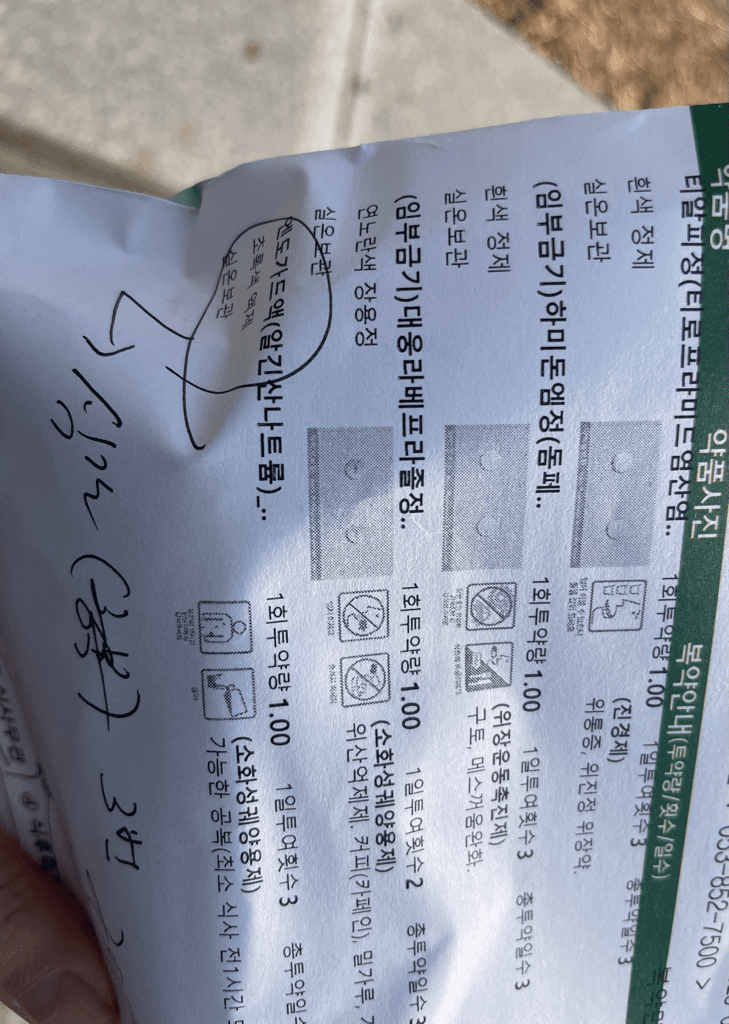 약품명 약품사진 복약안내(투약량/횟수/일수)
053-852-7500 >
티알피정(티로프라미드염산염.. 1회투약량 1.00 1일투여횟수 3 총투약일수 3
흰색 정제
실온보관
(진경제)
위통증, 위진정 위장약.
(임부금기)하미돈엠정(돔페.. 1회투약량 1.00 1일투여횟수 3 총투약일수 3
흰색 정제
실온보관
(위장운동촉진제)
구토, 메스꺼움완화.
(임부금기)대웅라베프라졸정.. 1회투약량 1.00 1일투여횟수 2 총투약일수 3
연노란색 장용정
실온보관
(소화성궤양용제)
위산억제제. 커피(카페인), 밀가루,
엔도가드액(알긴산나트륨)_.. 1회투약량 1.00 1일투여횟수 3 총투약일수
초록색 액제
실온보관
(소화성궤양용제)
가능한 공복(최소 식사 전1시간
3번